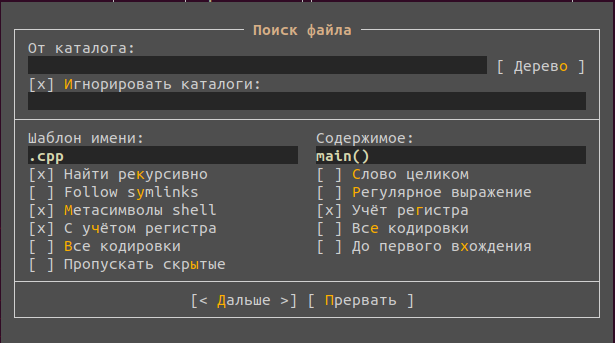 Поиск файла
От каталога:
[ Дерево ]
[x] Игнорировать каталоги:
Шаблон имени: Содержимое:
.cpp main()
[x] Найти рекурсивно [ ] Слово целиком
[ ] Follow symlinks [ ] Регулярное выражение
[x] Метасимволы shell [x] Учёт регистра
[x] С учётом регистра [ ] Все кодировки
[ ] Все кодировки [ ] До первого вхождения
[ ] Пропускать скрытые
[< Дальше >] [ Прервать ]